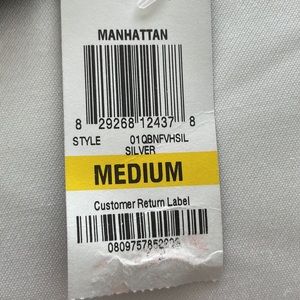 MANHATTAN
8 29268 12437 8
STYLE 01QBNFVHSIL
SILVER
MEDIUM
Customer Return Label